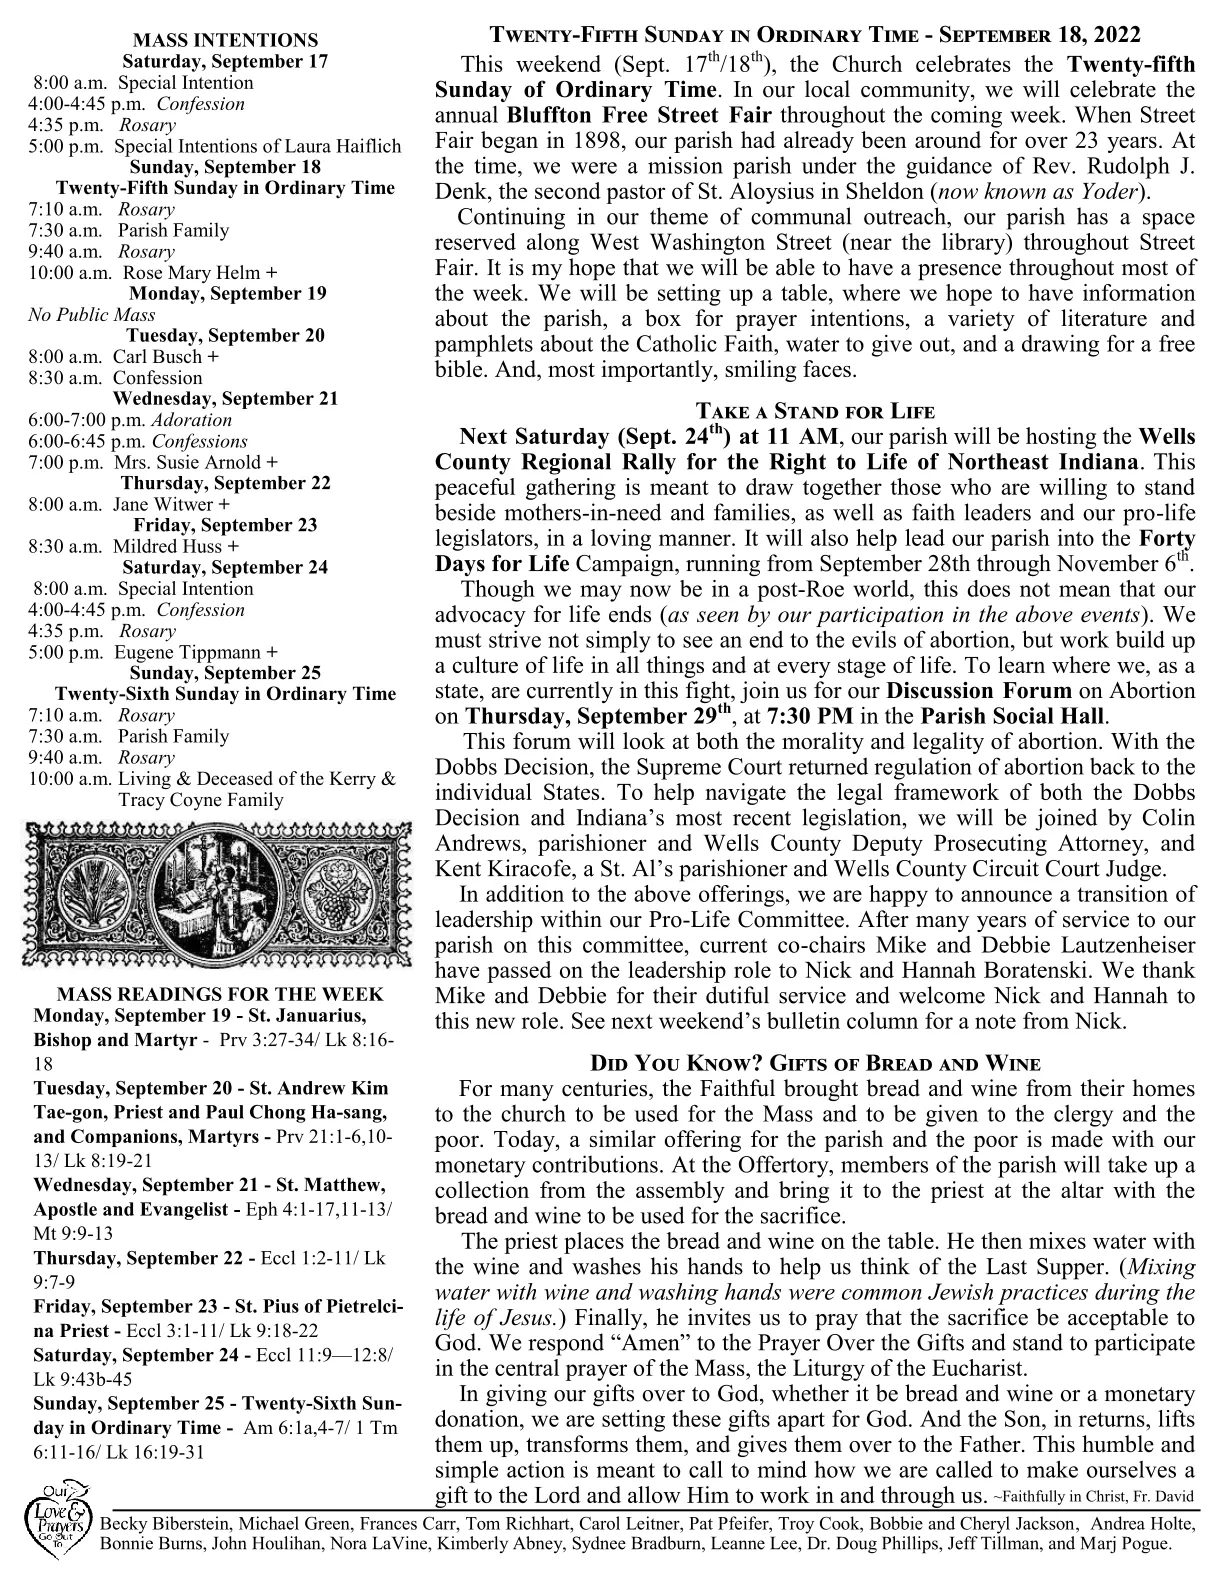 MASS INTENTIONS
Saturday, September 17
8:00 a.m. Special Intention
4:00-4:45 p.m. Confession
4:35 p.m. Rosary
5:00 p.m. Special Intentions of Laura Haiflich
Sunday, September 18
Twenty-Fifth Sunday in Ordinary Time
7:10 a.m. Rosary
7:30 a.m. Parish Family
9:40 a.m. Rosary
10:00 a.m. Rose Mary Helm +
Monday, September 19
No Public Mass
Tuesday, September 20
8:00 a.m. Carl Busch +
8:30 a.m. Confession
Wednesday, September 21
6:00-7:00 p.m. Adoration
6:00-6:45 p.m. Confessions
7:00 p.m. Mrs. Susie Arnold +
Thursday, September 22
8:00 a.m. Jane Witwer +
Friday, September 23
8:30 a.m. Mildred Huss +
Saturday, September 24
8:00 a.m. Special Intention
4:00-4:45 p.m. Confession
4:35 p.m. Rosary
5:00 p.m. Eugene Tippmann +
Sunday, September 25
Twenty-Sixth Sunday in Ordinary Time
7:10 a.m. Rosary
7:30 a.m. Parish Family
9:40 a.m. Rosary
10:00 a.m. Living & Deceased of the Kerry &
Tracy Coyne Family
MASS READINGS FOR THE WEEK
Monday, September 19 - St. Januarius,
Bishop and Martyr - Prv 3:27-34/ Lk 8:16-
18
Tuesday, September 20 - St. Andrew Kim
Tae-gon, Priest and Paul Chong Ha-sang,
and Companions, Martyrs - Prv 21:1-6,10-
13/ Lk 8:19-21
Wednesday, September 21 - St. Matthew,
Apostle and Evangelist - Eph 4:1-17,11-13/
Mt 9:9-13
Thursday, September 22 - Eccl 1:2-11/ Lk
9:7-9
Friday, September 23 - St. Pius of Pietrelci-
na Priest - Eccl 3:1-11/ Lk 9:18-22
Saturday, September 24 - Eccl 11:9—12:8/
Lk 9:43b-45
Sunday, September 25 - Twenty-Sixth Sun-
day in Ordinary Time - Am 6:1a,4-7/ 1 Tm
6:11-16/ Lk 16:19-31
Twenty-Fifth Sunday in Ordinary Time - September 18, 2022
This weekend (Sept. 17th/18th), the Church celebrates the Twenty-fifth
Sunday of Ordinary Time. In our local community, we will celebrate the
annual Bluffton Free Street Fair throughout the coming week. When Street
Fair began in 1898, our parish had already been around for over 23 years. At
the time, we were a mission parish under the guidance of Rev. Rudolph J.
Denk, the second pastor of St. Aloysius in Sheldon (now known as Yoder).
Continuing in our theme of communal outreach, our parish has a space
reserved along West Washington Street (near the library) throughout Street
Fair. It is my hope that we will be able to have a presence throughout most of
the week. We will be setting up a table, where we hope to have information
about the parish, a box for prayer intentions, a variety of literature and
pamphlets about the Catholic Faith, water to give out, and a drawing for a free
bible. And, most importantly, smiling faces.
Take a Stand for Life
Next Saturday (Sept. 24th) at 11 AM, our parish will be hosting the Wells
County Regional Rally for the Right to Life of Northeast Indiana. This
peaceful gathering is meant to draw together those who are willing to stand
beside mothers-in-need and families, as well as faith leaders and our pro-life
legislators, in a loving manner. It will also help lead our parish into the Forty
Days for Life Campaign, running from September 28th through November 6th.
Though we may now be in a post-Roe world, this does not mean that our
advocacy for life ends (as seen by our participation in the above events). We
must strive not simply to see an end to the evils of abortion, but work build up
a culture of life in all things and at every stage of life. To learn where we, as a
state, are currently in this fight, join us for our Discussion Forum on Abortion
on Thursday, September 29th, at 7:30 PM in the Parish Social Hall.
This forum will look at both the morality and legality of abortion. With the
Dobbs Decision, the Supreme Court returned regulation of abortion back to the
individual States. To help navigate the legal framework of both the Dobbs
Decision and Indiana's most recent legislation, we will be joined by Colin
Andrews, parishioner and Wells County Deputy Prosecuting Attorney, and
Kent Kiracofe, a St. Al's parishioner and Wells County Circuit Court Judge.
In addition to the above offerings, we are happy to announce a transition of
leadership within our Pro-Life Committee. After many years of service to our
parish on this committee, current co-chairs Mike and Debbie Lautzenheiser
have passed on the leadership role to Nick and Hannah Boratenski. We thank
Mike and Debbie for their dutiful service and welcome Nick and Hannah to
this new role. See next weekend's bulletin column for a note from Nick.
Did You Know? Gifts of Bread and Wine
For many centuries, the Faithful brought bread and wine from their homes
to the church to be used for the Mass and to be given to the clergy and the
poor. Today, a similar offering for the parish and the poor is made with our
monetary contributions. At the Offertory, members of the parish will take up a
collection from the assembly and bring it to the priest at the altar with the
bread and wine to be used for the sacrifice.
The priest places the bread and wine on the table. He then mixes water with
the wine and washes his hands to help us think of the Last Supper. (Mixing
water with wine and washing hands were common Jewish practices during the
life of Jesus.) Finally, he invites us to pray that the sacrifice be acceptable to
God. We respond “Amen” to the Prayer Over the Gifts and stand to participate
in the central prayer of the Mass, the Liturgy of the Eucharist.
In giving our gifts over to God, whether it be bread and wine or a monetary
donation, we are setting these gifts apart for God. And the Son, in returns, lifts
them up, transforms them, and gives them over to the Father. This humble and
simple action is meant to call to mind how we are called to make ourselves a
gift to the Lord and allow Him to work in and through us. ~Faithfully in Christ, Fr. David
Our
Love &
Prayers
Go Out
To
Becky Biberstein, Michael Green, Frances Carr, Tom Richhart, Carol Leitner, Pat Pfeifer, Troy Cook, Bobbie and Cheryl Jackson, Andrea Holte,
Bonnie Burns, John Houlihan, Nora LaVine, Kimberly Abney, Sydnee Bradburn, Leanne Lee, Dr. Doug Phillips, Jeff Tillman, and Marj Pogue.